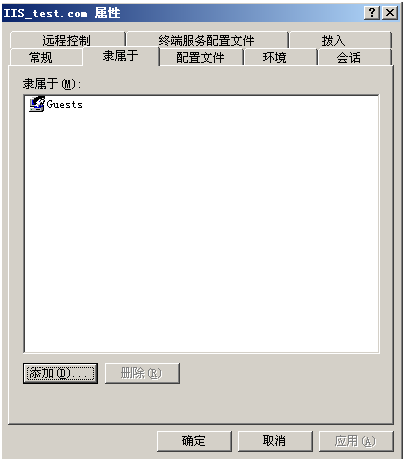 IIS_test.com 属性
远程控制 终端服务配置文件 拨入
常规 隶属于 配置文件 环境 会话
隶属于(M):
Guests
添加(D)... 删除(R)
确定 取消 应用(A)